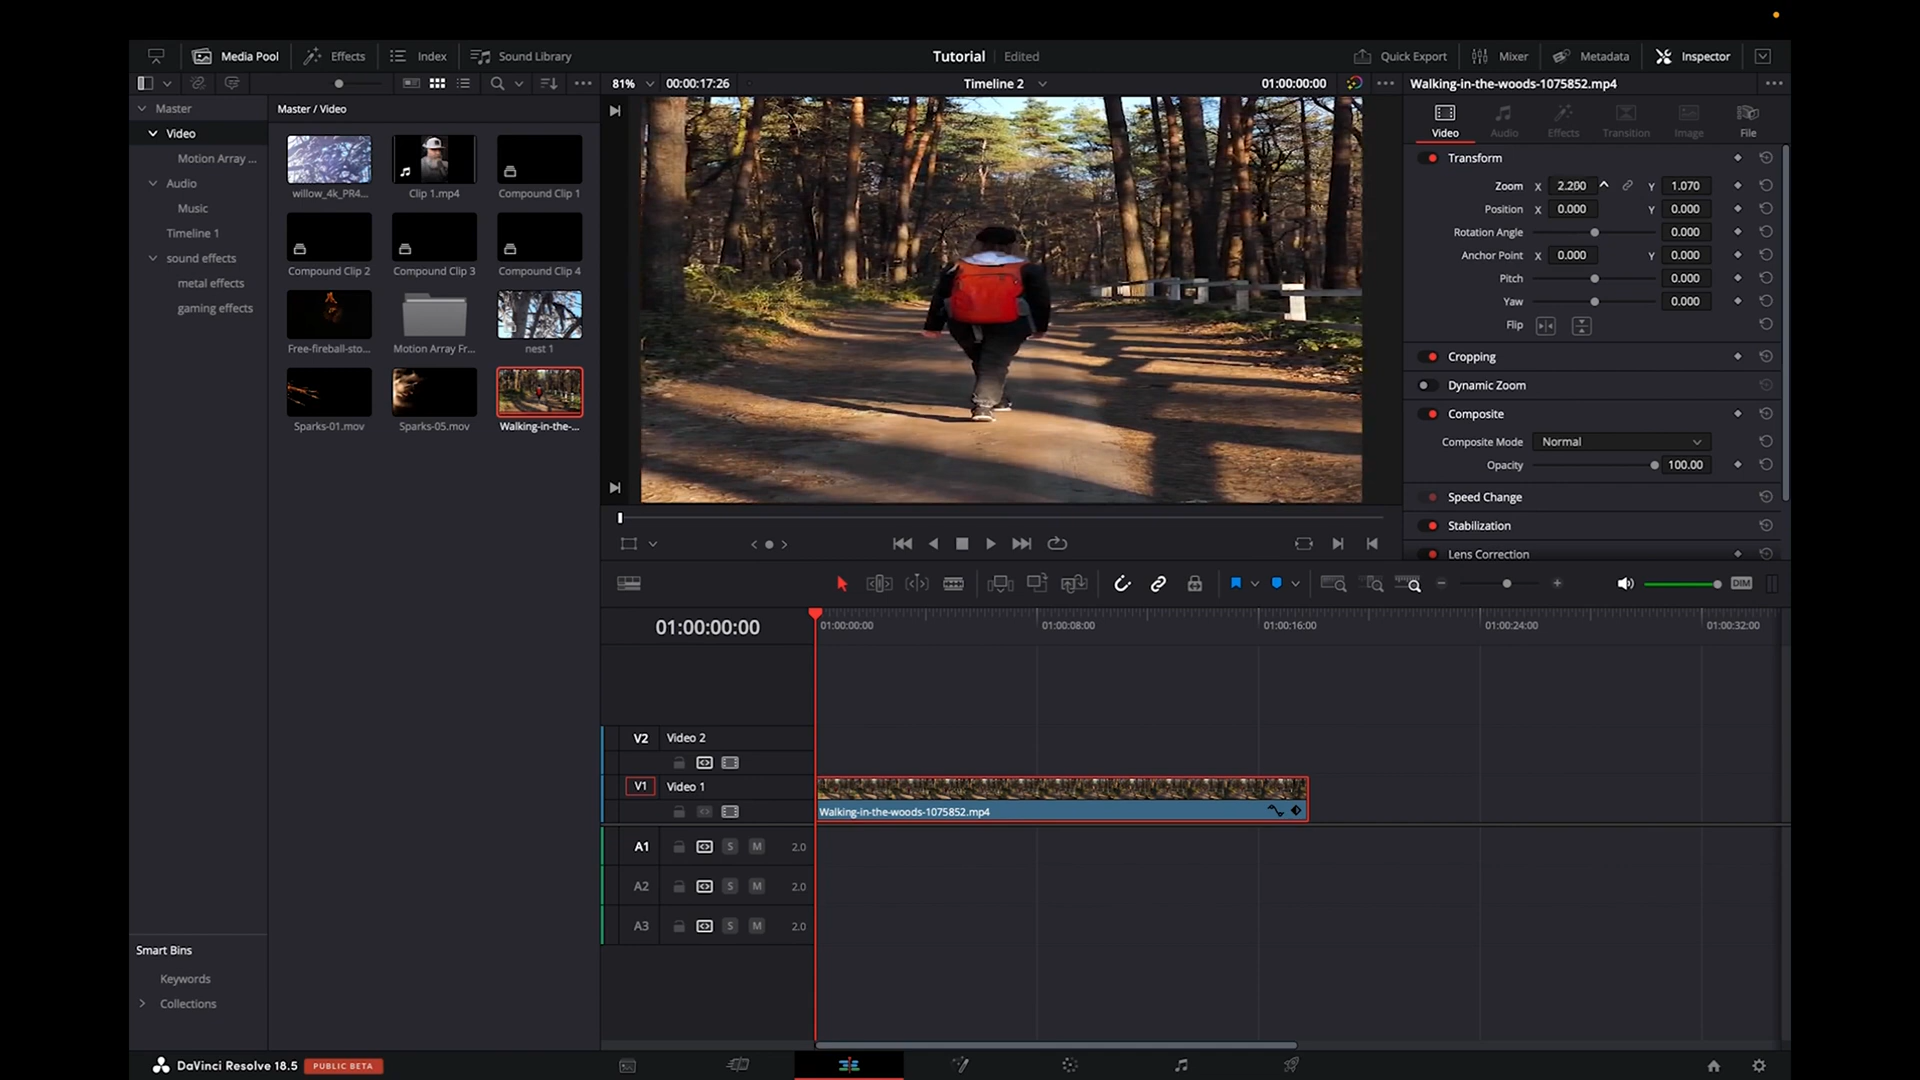 Media Pool
Effects
Index
Sound Library
Tutorial
Edited
Quick Export
Mixer
Metadata
Inspector
81%
00:00:17:26
Timeline 2
01:00:00:00
Walking-in-the-woods-1075852.mp4
Master
Video
Motion Array ...
Audio
Music
Timeline 1
sound effects
metal effects
gaming effects
Smart Bins
Keywords
Collections
Master / Video
willow_4k_PR4...
Clip 1.mp4
Compound Clip 1
Compound Clip 2
Compound Clip 3
Compound Clip 4
Free-fireball-sto...
Motion Array Fr...
nest 1
Sparks-01.mov
Sparks-05.mov
Walking-in-the-...
Video
Audio
Effects
Transition
Image
File
Transform
Zoom X 2.200 Y 1.070
Position X 0.000 Y 0.000
Rotation Angle 0.000
Anchor Point X 0.000 Y 0.000
Pitch 0.000
Yaw 0.000
Flip
Cropping
Dynamic Zoom
Composite
Composite Mode Normal
Opacity 100.00
Speed Change
Stabilization
Lens Correction
DIM
01:00:00:00
01:00:00:00
01:00:08:00
01:00:16:00
01:00:24:00
01:00:32:00
V2 Video 2
V1 Video 1
Walking-in-the-woods-1075852.mp4
A1 S M 2.0
A2 S M 2.0
A3 S M 2.0
DaVinci Resolve 18.5 PUBLIC BETA